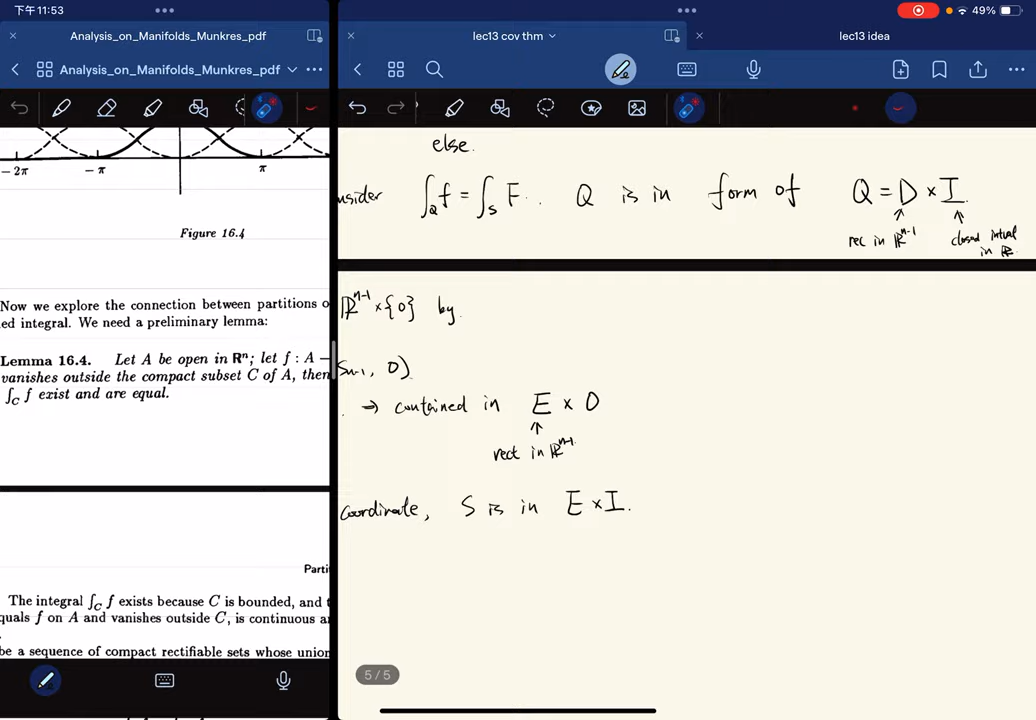 下午11:53
49%
Analysis_on_Manifolds_Munkres_pdf
lec13 cov thm
lec13 idea
Analysis_on_Manifolds_Munkres_pdf
−2π
−π
π
Figure 16.4
Now we explore the connection between partitions o
ed integral. We need a preliminary lemma:
Lemma 16.4. Let A be open in Rⁿ; let f : A −
vanishes outside the compact subset C of A, then
∫_C f exist and are equal.
Parti
The integral ∫_C f exists because C is bounded, and t
quals f on A and vanishes outside C, is continuous a
be a sequence of compact rectifiable sets whose union
else.
nsider ∫_Q f = ∫_S F. Q is in form of Q = D × I.
rec in ℝⁿ⁻¹
closed intval
in ℝ
ℝⁿ⁻¹ × {0} by
Sn-1, 0)
→ contained in E × 0
rect in ℝⁿ⁻¹
coordinate, S is in E × I.
5 / 5